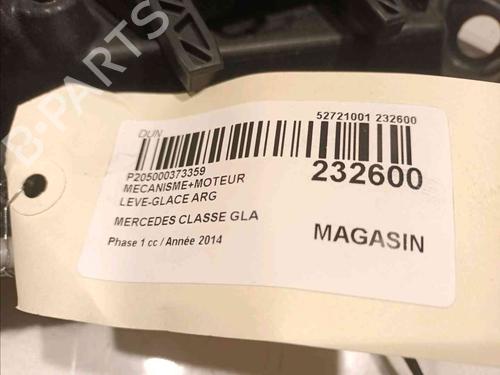 B-PARTS
DUN
52721001 232600
P205000373359
MECANISME+MOTEUR
LEVE-GLACE ARG
232600
MERCEDES CLASSE GLA
Phase 1 cc / Année 2014
MAGASIN